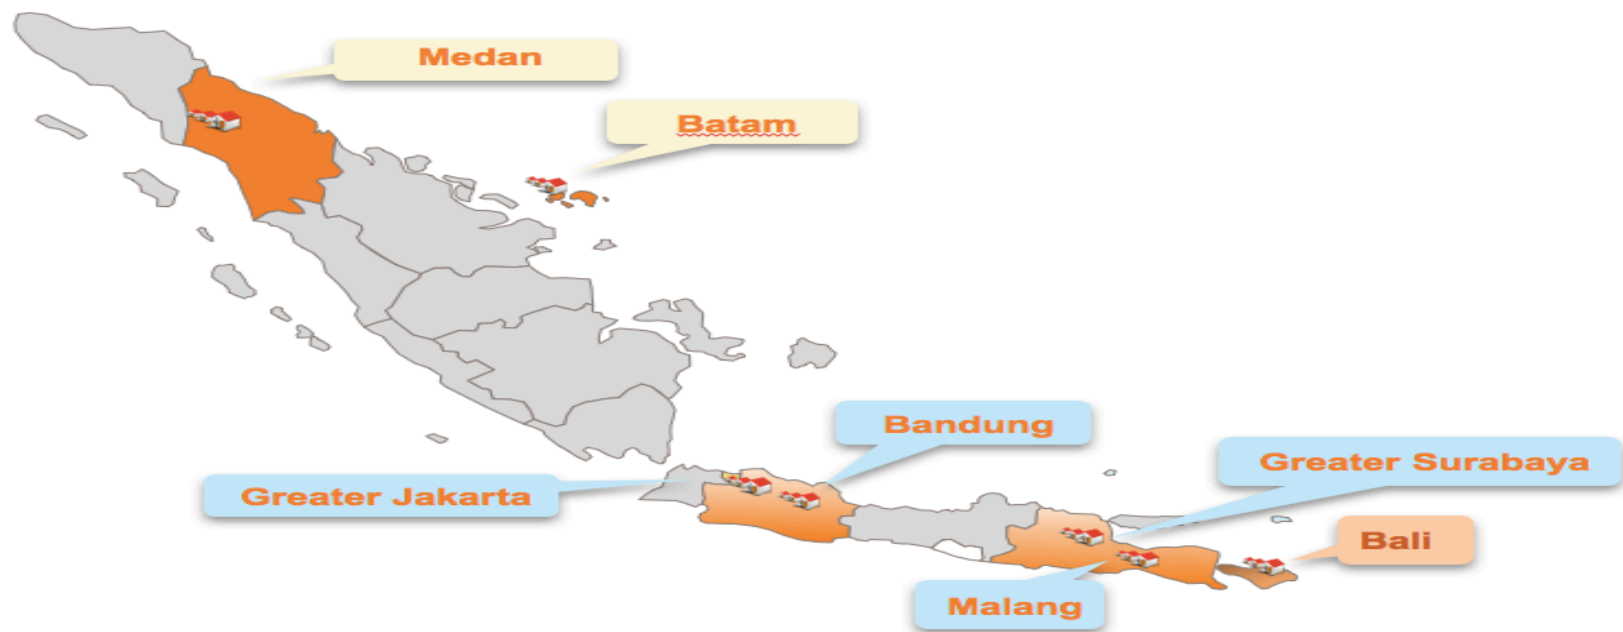 Medan
Batam
Bandung
Greater Surabaya
Greater Jakarta
Bali
Malang